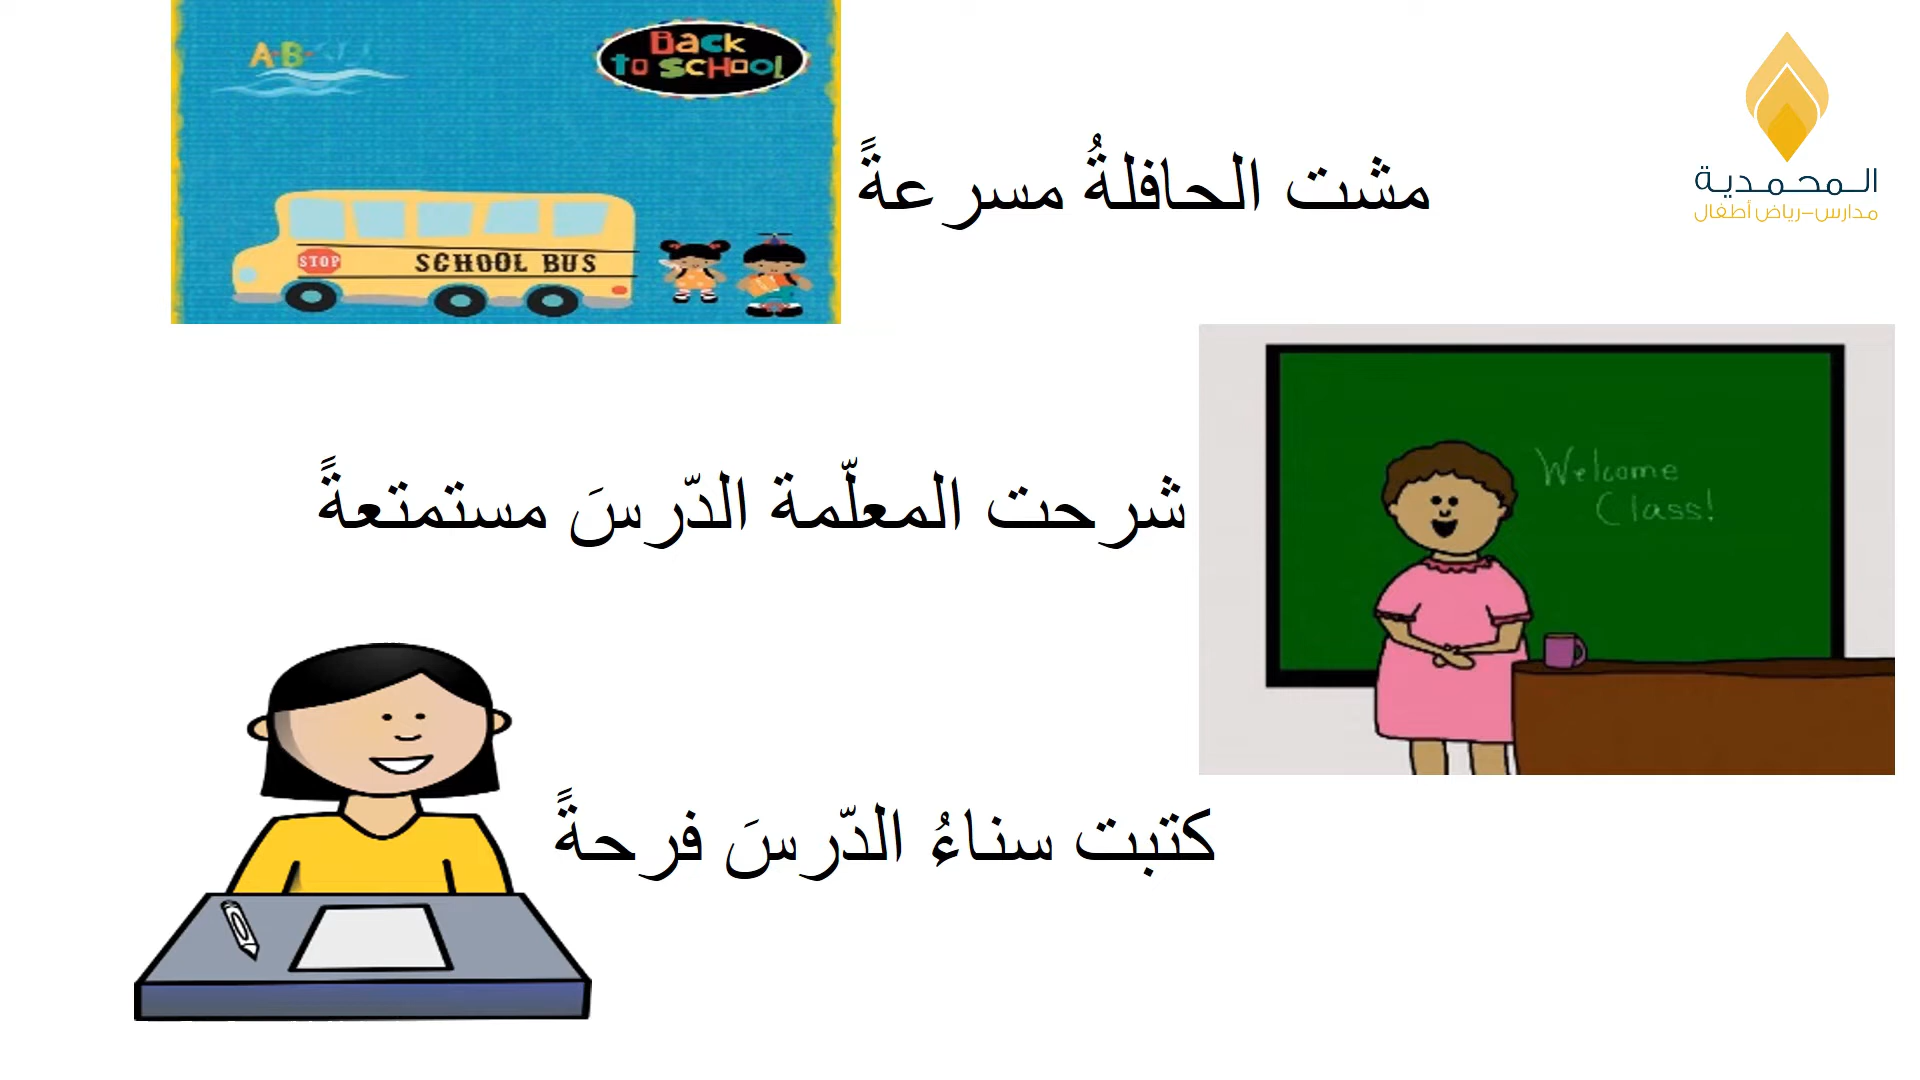 A-B-
Back
to School
STOP
SCHOOL BUS
مشت الحافلةُ مسرعةً
المحمدية
مدارس-رياض أطفال
شرحت المعلّمة الدّرسَ مستمتعةً
Welcome
Class!
كتبت سناءُ الدّرسَ فرحةً